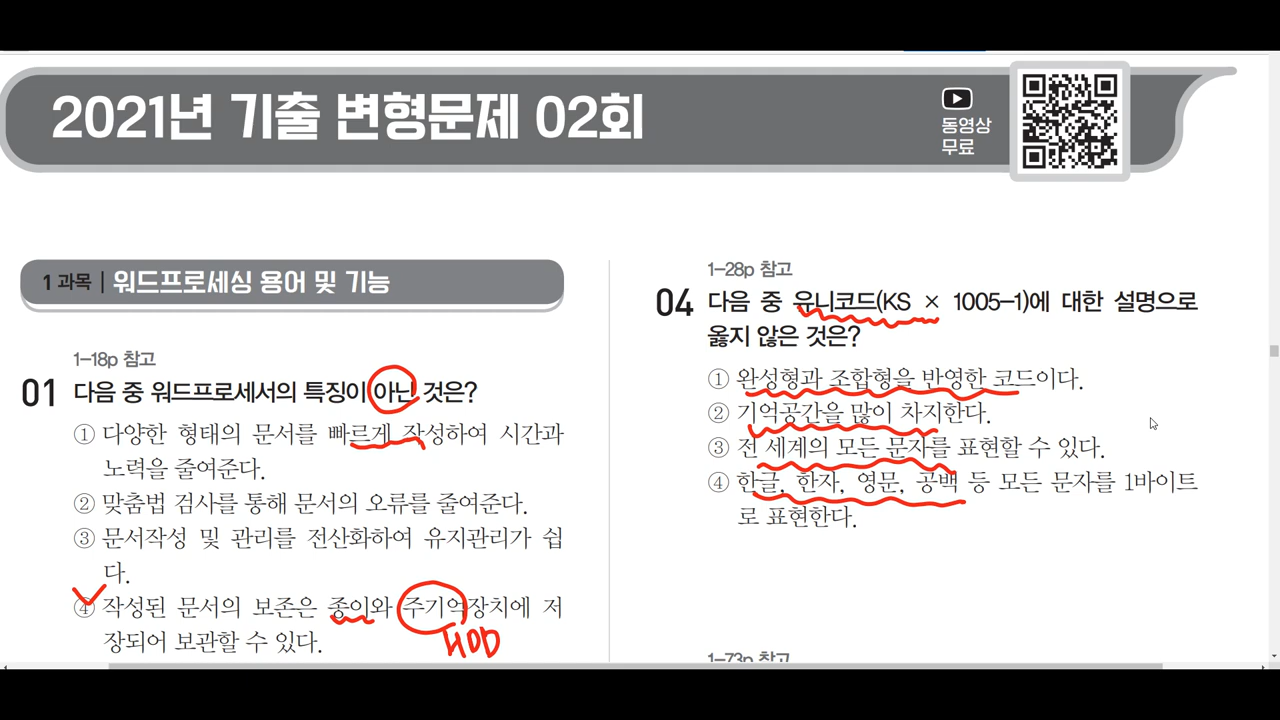 2021년 기출 변형문제 02회
동영상
무료
1 과목 | 워드프로세싱 용어 및 기능
1-18p 참고
01 다음 중 워드프로세서의 특징이 아닌 것은?
① 다양한 형태의 문서를 빠르게 작성하여 시간과
노력을 줄여준다.
② 맞춤법 검사를 통해 문서의 오류를 줄여준다.
③ 문서작성 및 관리를 전산화하여 유지관리가 쉽
다.
④ 작성된 문서의 보존은 종이와 주기억장치에 저
장되어 보관할 수 있다.
HDD
1-28p 참고
04 다음 중 유니코드(KS × 1005-1)에 대한 설명으로
옳지 않은 것은?
① 완성형과 조합형을 반영한 코드이다.
② 기억공간을 많이 차지한다.
③ 전 세계의 모든 문자를 표현할 수 있다.
④ 한글, 한자, 영문, 공백 등 모든 문자를 1바이트
로 표현한다.
1-73p 참고